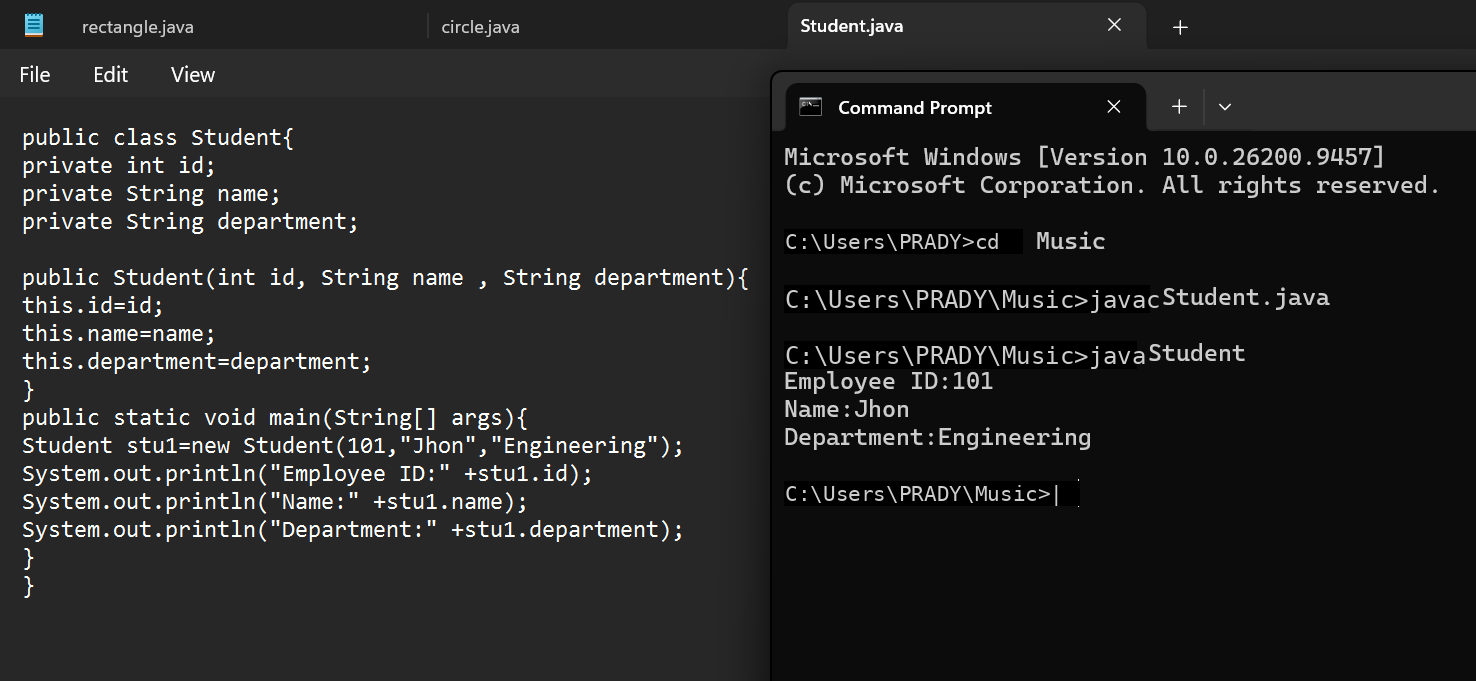 rectangle.java
circle.java
Student.java
File Edit View
public class Student{
private int id;
private String name;
private String department;
public Student(int id, String name , String department){
this.id=id;
this.name=name;
this.department=department;
}
public static void main(String[] args){
Student stu1=new Student(101,"Jhon","Engineering");
System.out.println("Employee ID:" +stu1.id);
System.out.println("Name:" +stu1.name);
System.out.println("Department:" +stu1.department);
}
}
Command Prompt
Microsoft Windows [Version 10.0.26200.9457]
(c) Microsoft Corporation. All rights reserved.
C:\Users\PRADY>cd Music
C:\Users\PRADY\Music>javac Student.java
C:\Users\PRADY\Music>java Student
Employee ID:101
Name:Jhon
Department:Engineering
C:\Users\PRADY\Music>|